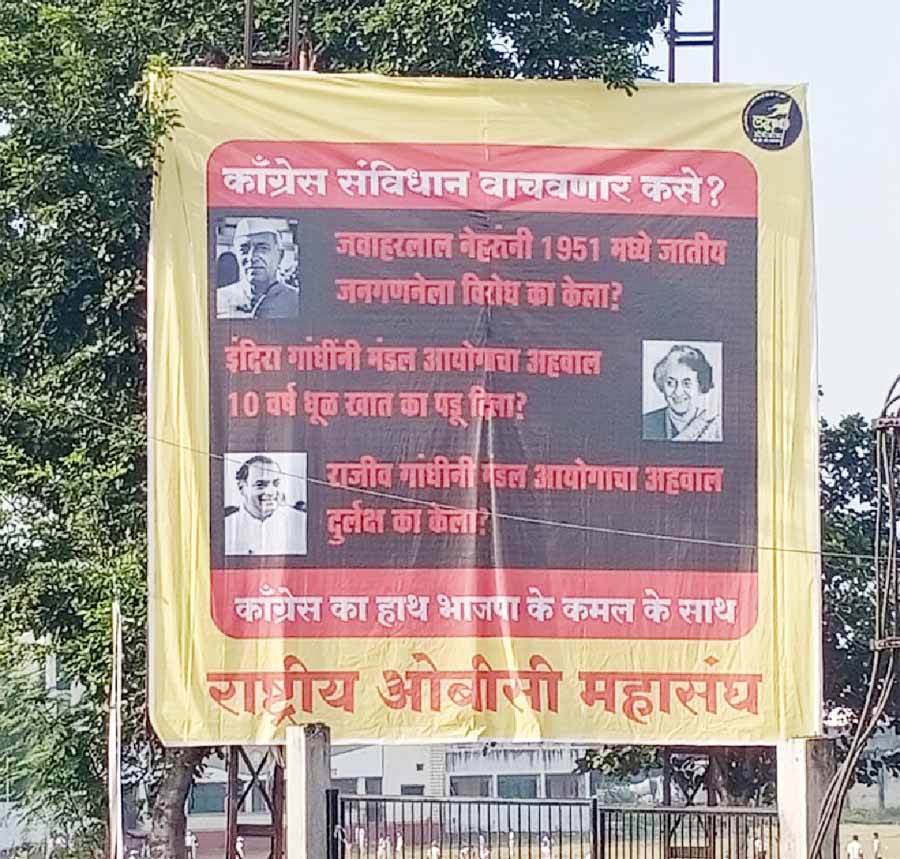 काँग्रेस संविधान वाचवणार कसे?
जवाहरलाल नेहरुंनी 1951 मध्ये जातीय
जनगणनेला विरोध का केला?
इंदिरा गांधींनी मंडल आयोगाचा अहवाल
10 वर्ष धूळ खात का पडू दिला?
राजीव गांधीनी मंडल आयोगाचा अहवाल
दुर्लक्ष का केला?
काँग्रेस का हाथ भाजपा के कमल के साथ
राष्ट्रीय ओबीसी महासंघ